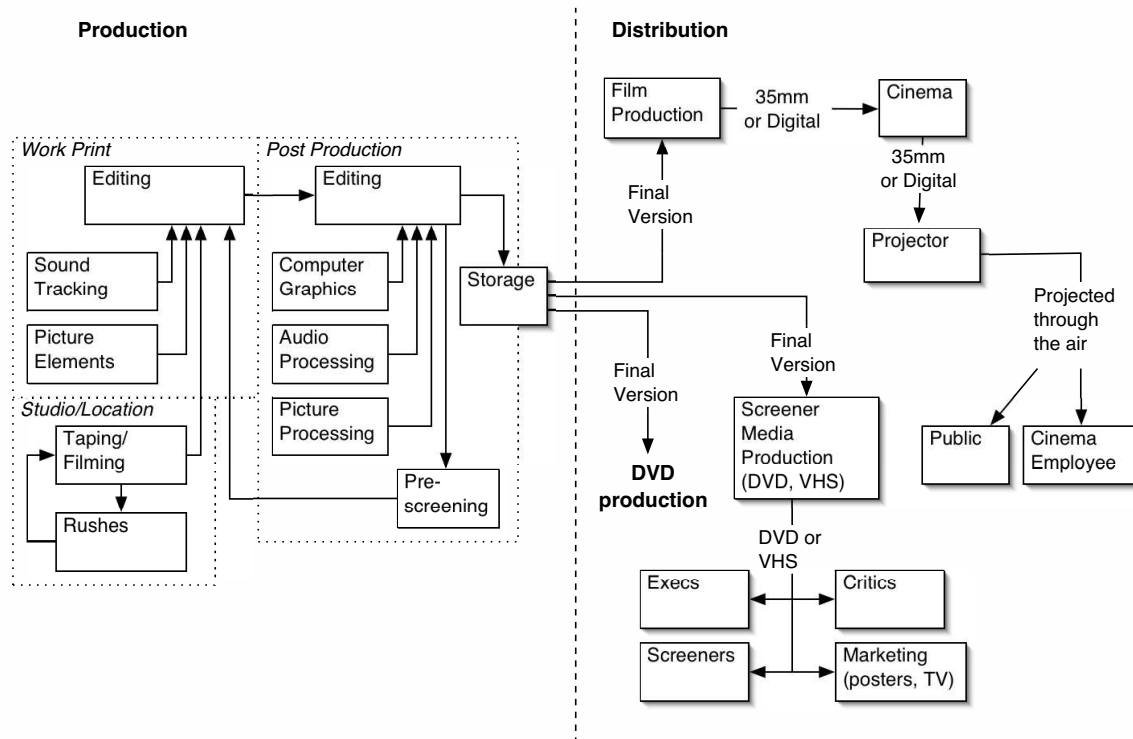 Production
Work Print
Editing
Sound
Tracking
Picture
Elements
Studio/Location
Taping/
Filming
Rushes
Post Production
Editing
Computer
Graphics
Audio
Processing
Picture
Processing
Pre-
screening
Storage
Distribution
Film
Production
35mm
or Digital
Cinema
35mm
or Digital
Projector
Projected
through
the air
Public
Cinema
Employee
Final
Version
Final
Version
DVD
production
Final
Version
Screener
Media
Production
(DVD, VHS)
DVD or
VHS
Execs
Critics
Screeners
Marketing
(posters, TV)